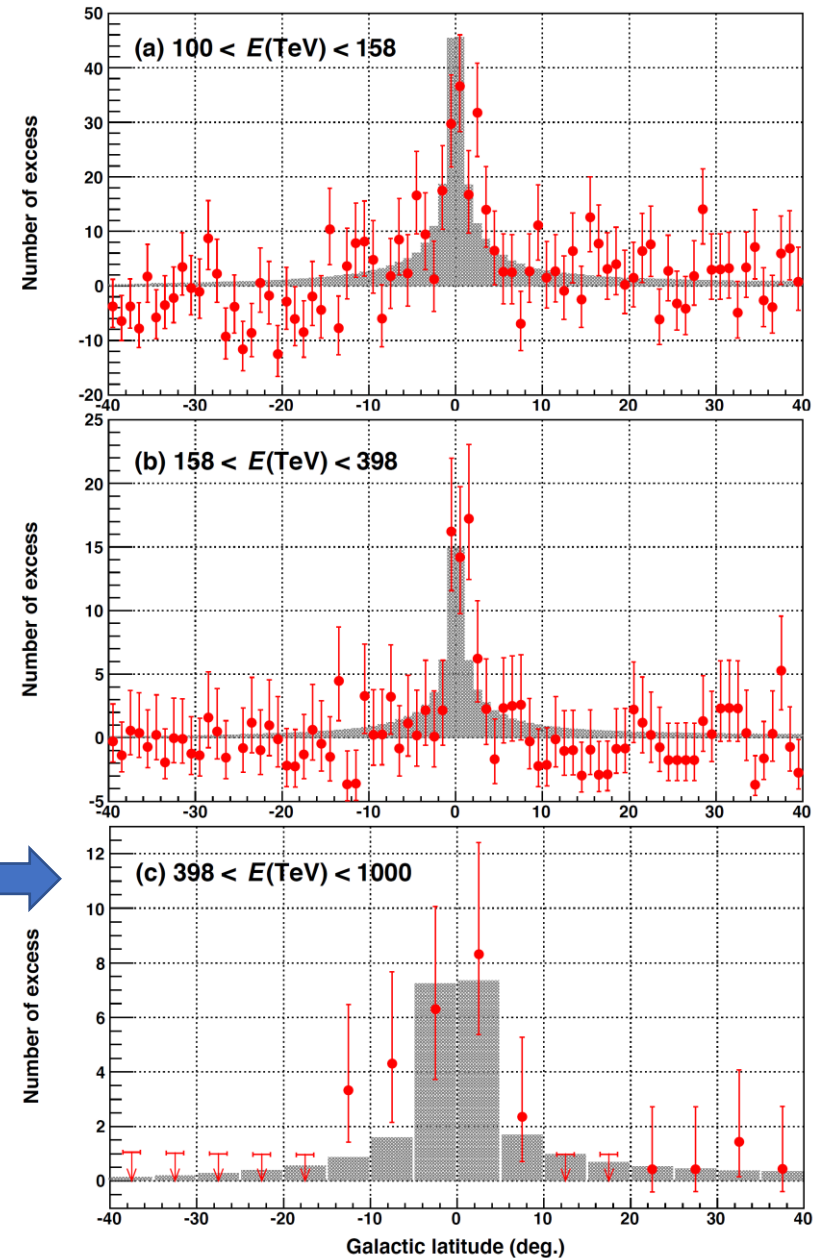 50
(a) 100 < E(TeV) < 158
40
30
20
10
0
-10
-20
Number of excess
-40 -30 -20 -10 0 10 20 30 40
25
(b) 158 < E(TeV) < 398
20
15
10
5
0
-5
Number of excess
-40 -30 -20 -10 0 10 20 30 40
12
(c) 398 < E(TeV) < 1000
10
8
6
4
2
0
Number of excess
-40 -30 -20 -10 0 10 20 30 40
Galactic latitude (deg.)